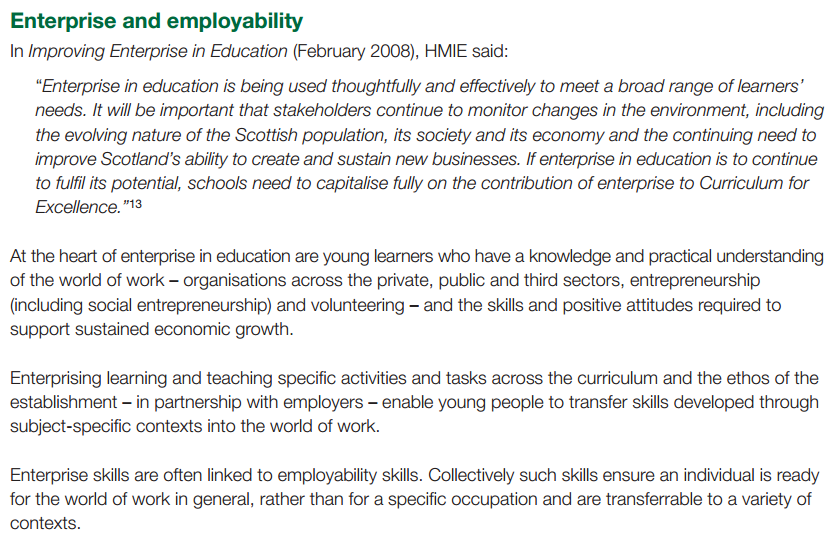 Enterprise and employability
In Improving Enterprise in Education (February 2008), HMIE said:
“Enterprise in education is being used thoughtfully and effectively to meet a broad range of learners’
needs. It will be important that stakeholders continue to monitor changes in the environment, including
the evolving nature of the Scottish population, its society and its economy and the continuing need to
improve Scotland’s ability to create and sustain new businesses. If enterprise in education is to continue
to fulfil its potential, schools need to capitalise fully on the contribution of enterprise to Curriculum for
Excellence.”13
At the heart of enterprise in education are young learners who have a knowledge and practical understanding
of the world of work – organisations across the private, public and third sectors, entrepreneurship
(including social entrepreneurship) and volunteering – and the skills and positive attitudes required to
support sustained economic growth.
Enterprising learning and teaching specific activities and tasks across the curriculum and the ethos of the
establishment – in partnership with employers – enable young people to transfer skills developed through
subject-specific contexts into the world of work.
Enterprise skills are often linked to employability skills. Collectively such skills ensure an individual is ready
for the world of work in general, rather than for a specific occupation and are transferrable to a variety of
contexts.